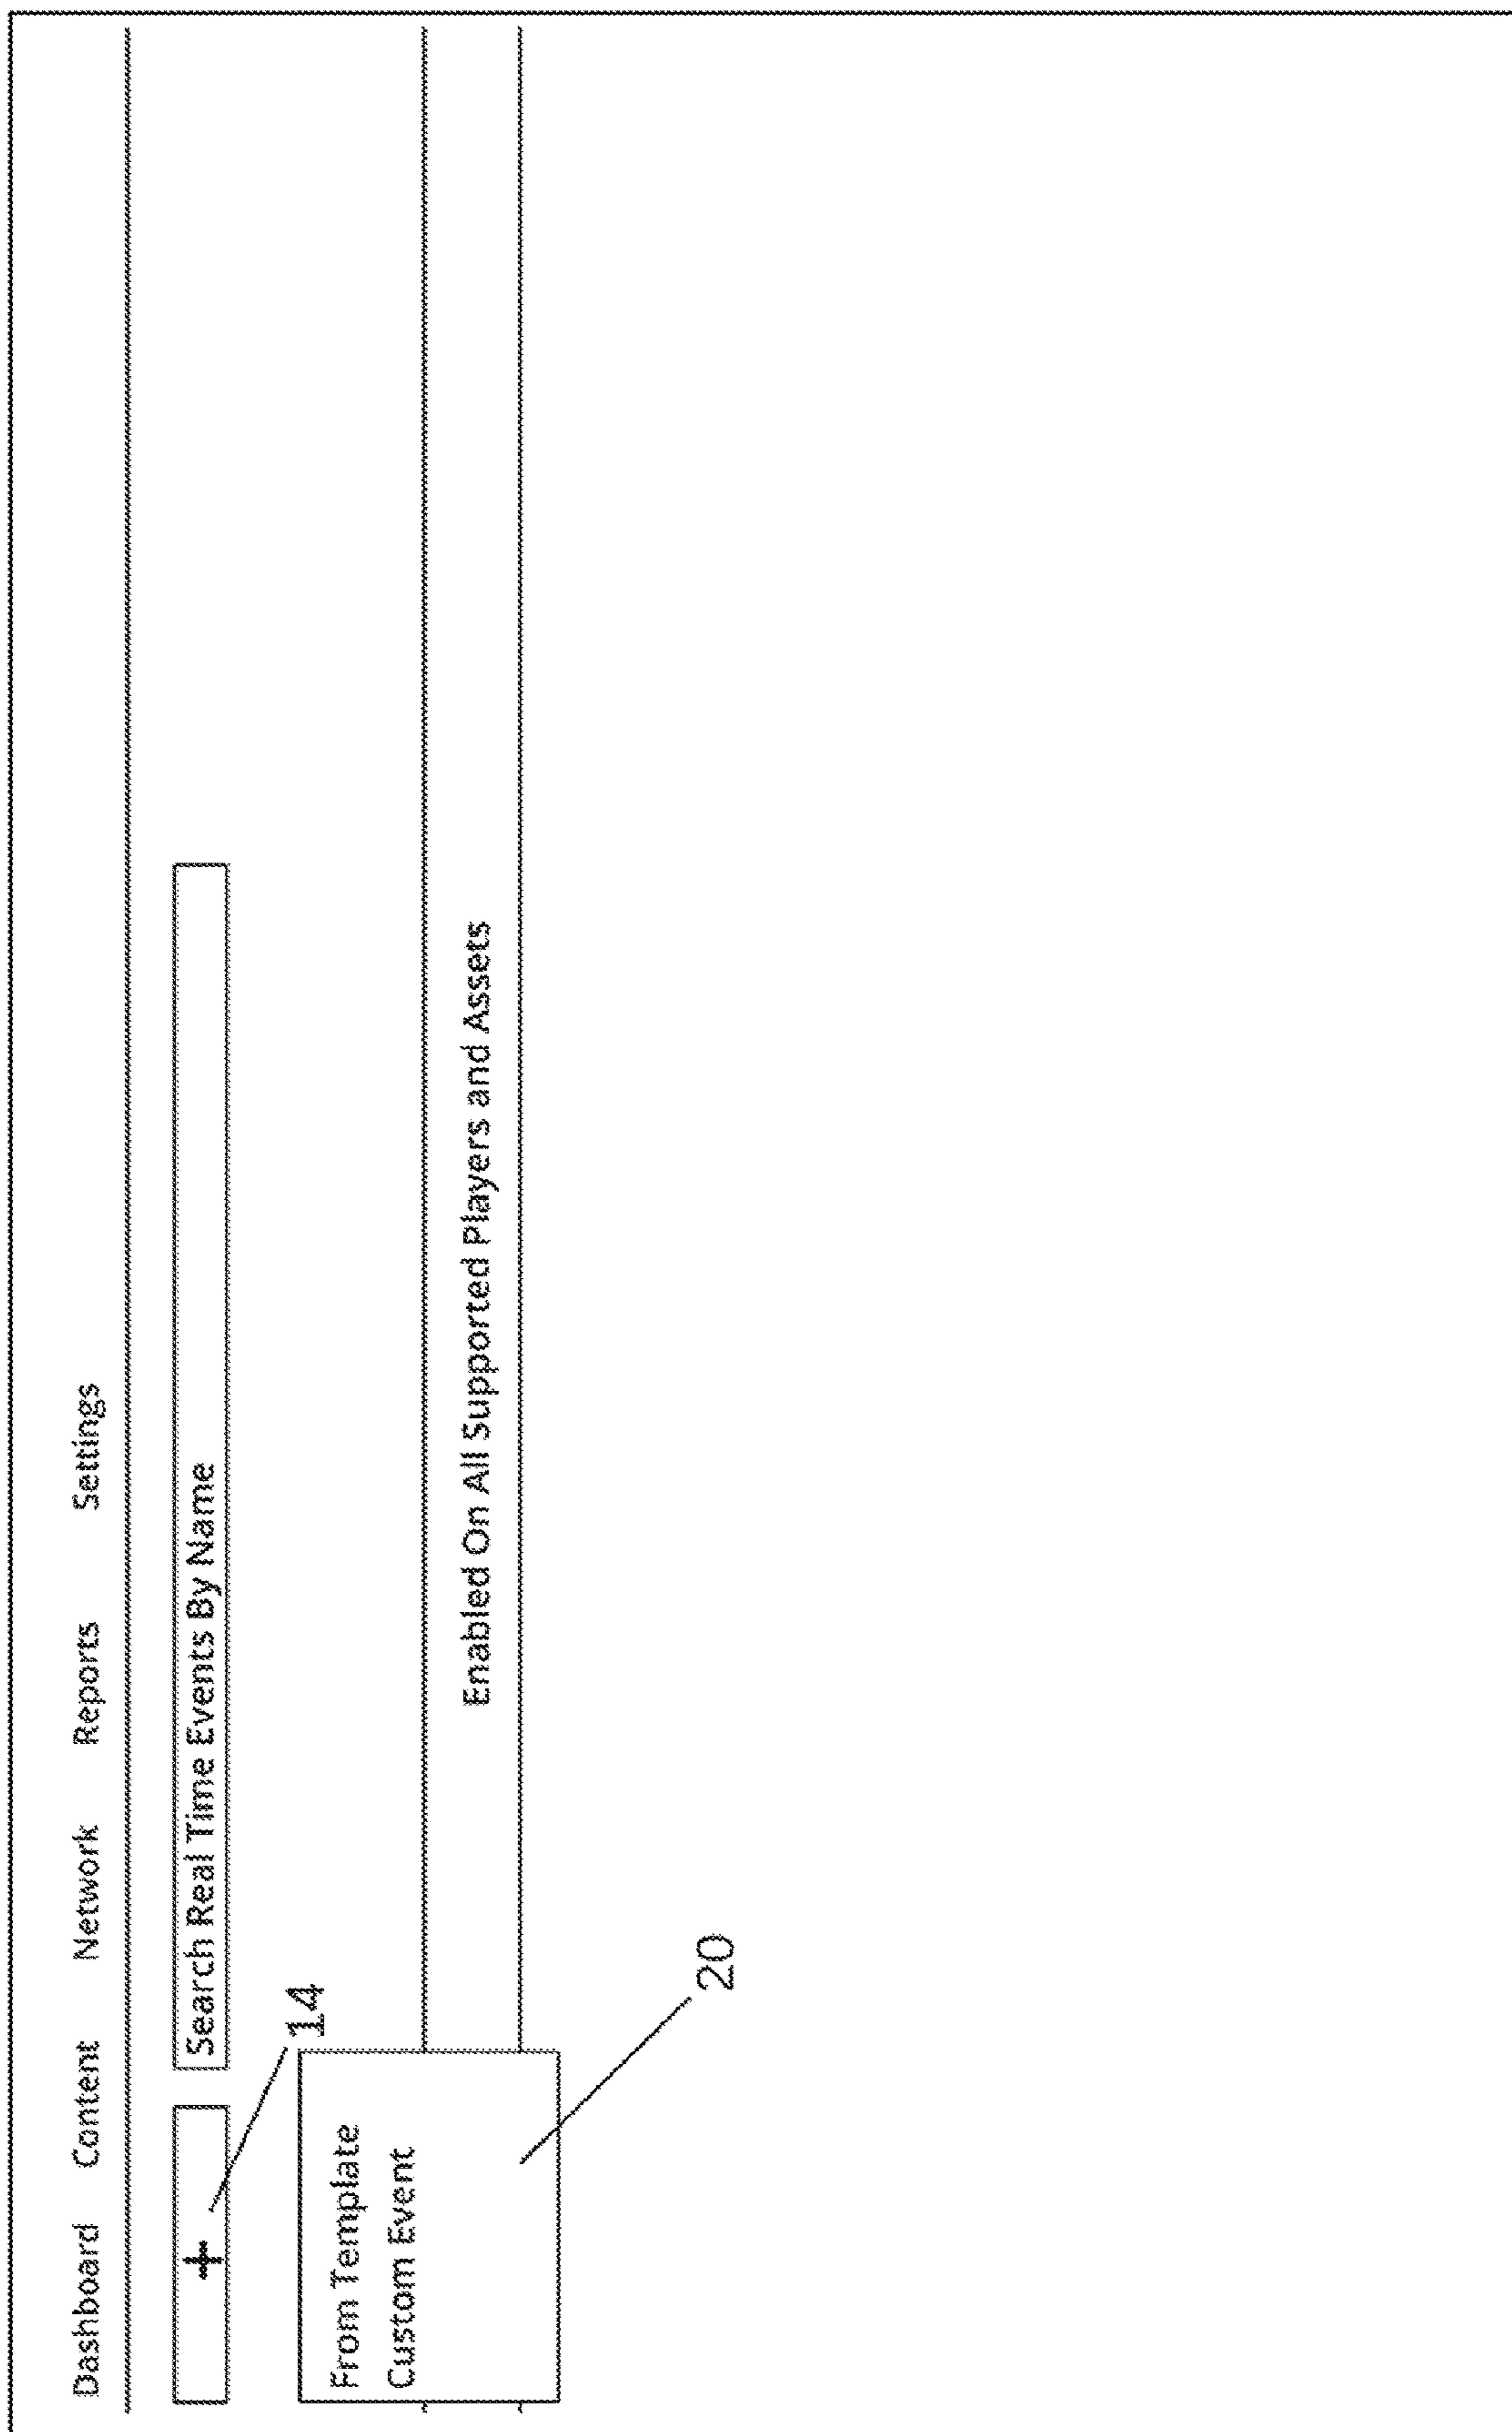 Dashboard Content Network Reports Settings
+ Search Real Time Events By Name
14
From Template
Custom Event
Enabled On All Supported Players and Assets
20